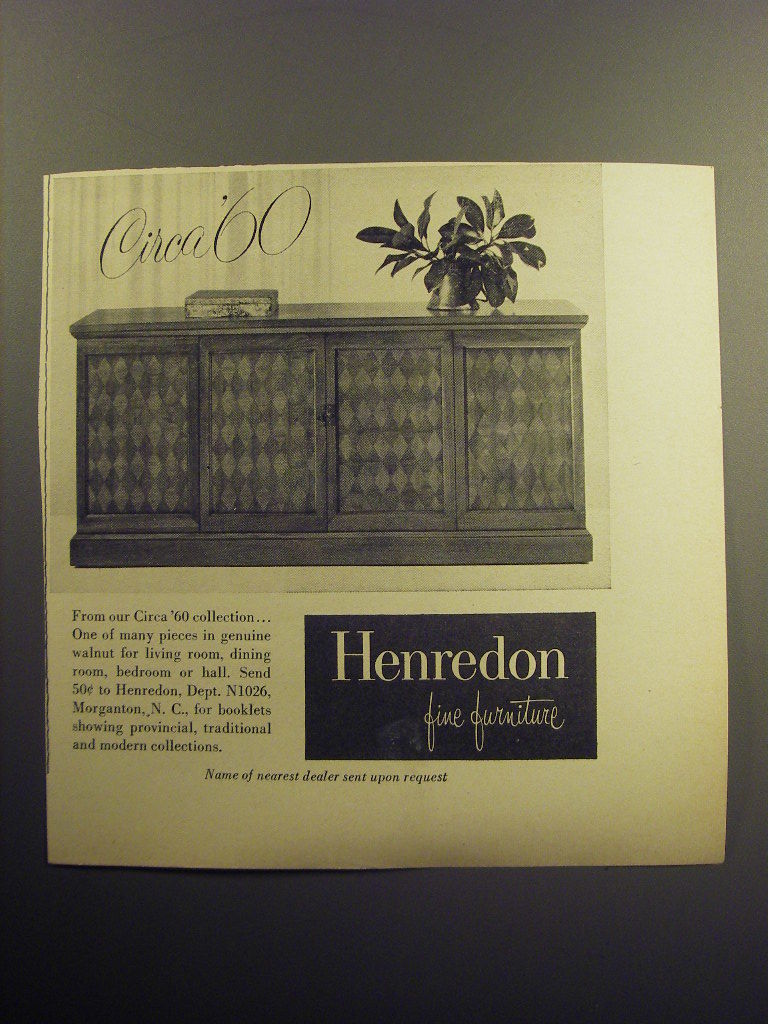 Circa '60
From our Circa '60 collection...
One of many pieces in genuine
walnut for living room, dining
room, bedroom or hall. Send
50¢ to Henredon, Dept. N1026,
Morganton, N. C., for booklets
showing provincial, traditional
and modern collections.
Henredon
fine furniture
Name of nearest dealer sent upon request